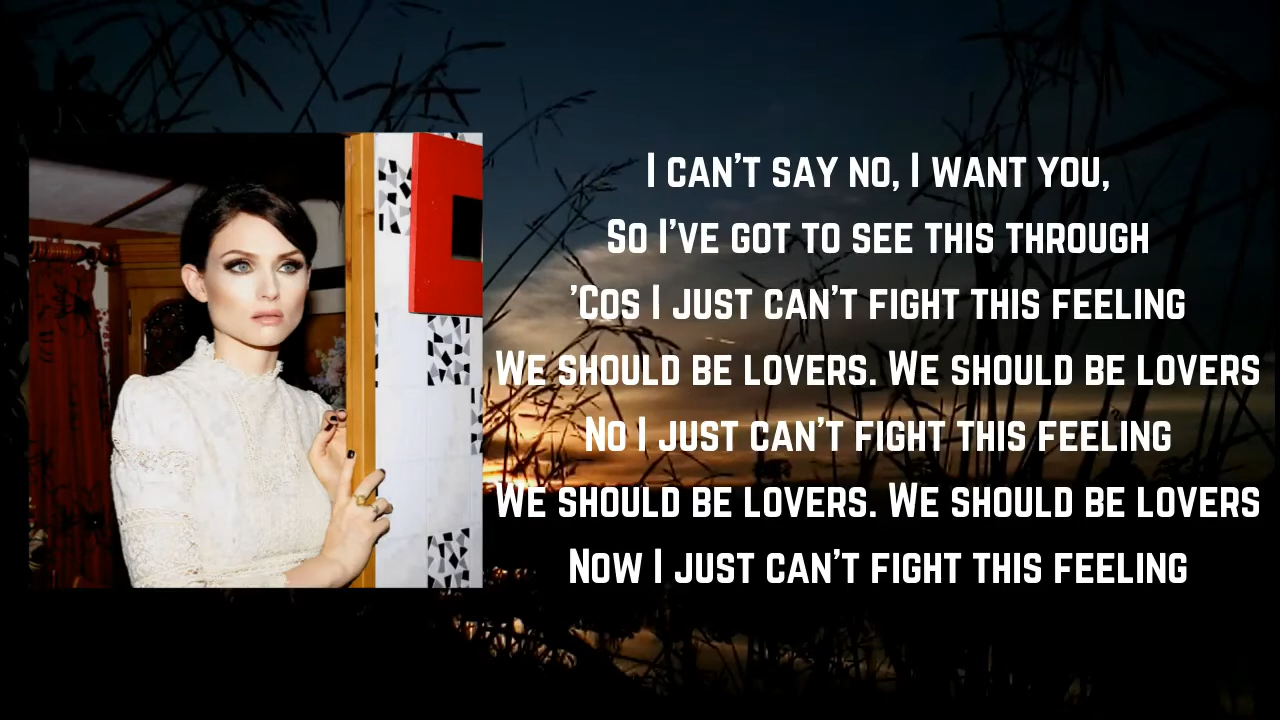 I can't say no, I want you,
So I've got to see this through
'Cos I just can't fight this feeling
We should be lovers. We should be lovers
No I just can't fight this feeling
We should be lovers. We should be lovers
Now I just can't fight this feeling